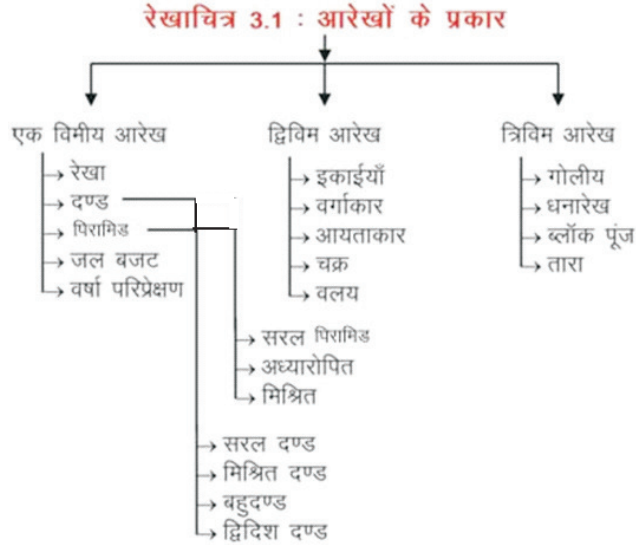 रेखाचित्र 3.1 : आरेखों के प्रकार
एक विमीय आरेख
रेखा
दण्ड
पिरामिड
जल बजट
वर्षा परिप्रेक्षण
द्विविम आरेख
इकाईयाँ
वर्गाकार
आयताकार
चक्र
वलय
त्रिविम आरेख
गोलीय
धनारेख
ब्लॉक पूंज
तारा
सरल पिरामिड
अध्यारोपित
मिश्रित
सरल दण्ड
मिश्रित दण्ड
बहुदण्ड
द्विदिश दण्ड